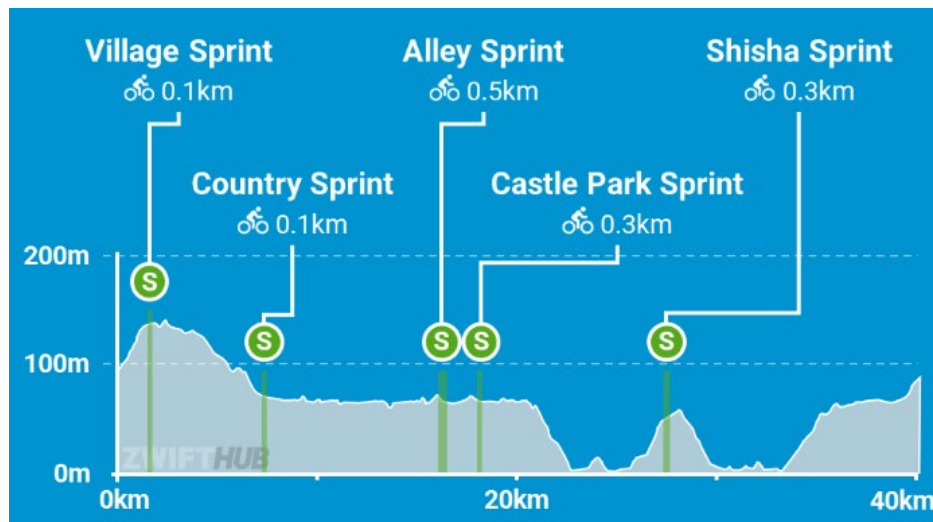 Village Sprint
0.1km
Alley Sprint
0.5km
Shisha Sprint
0.3km
Country Sprint
0.1km
Castle Park Sprint
0.3km
200m
S
S
S
S
S
100m
ZWIFTHUB
0m
0km
20km
40km